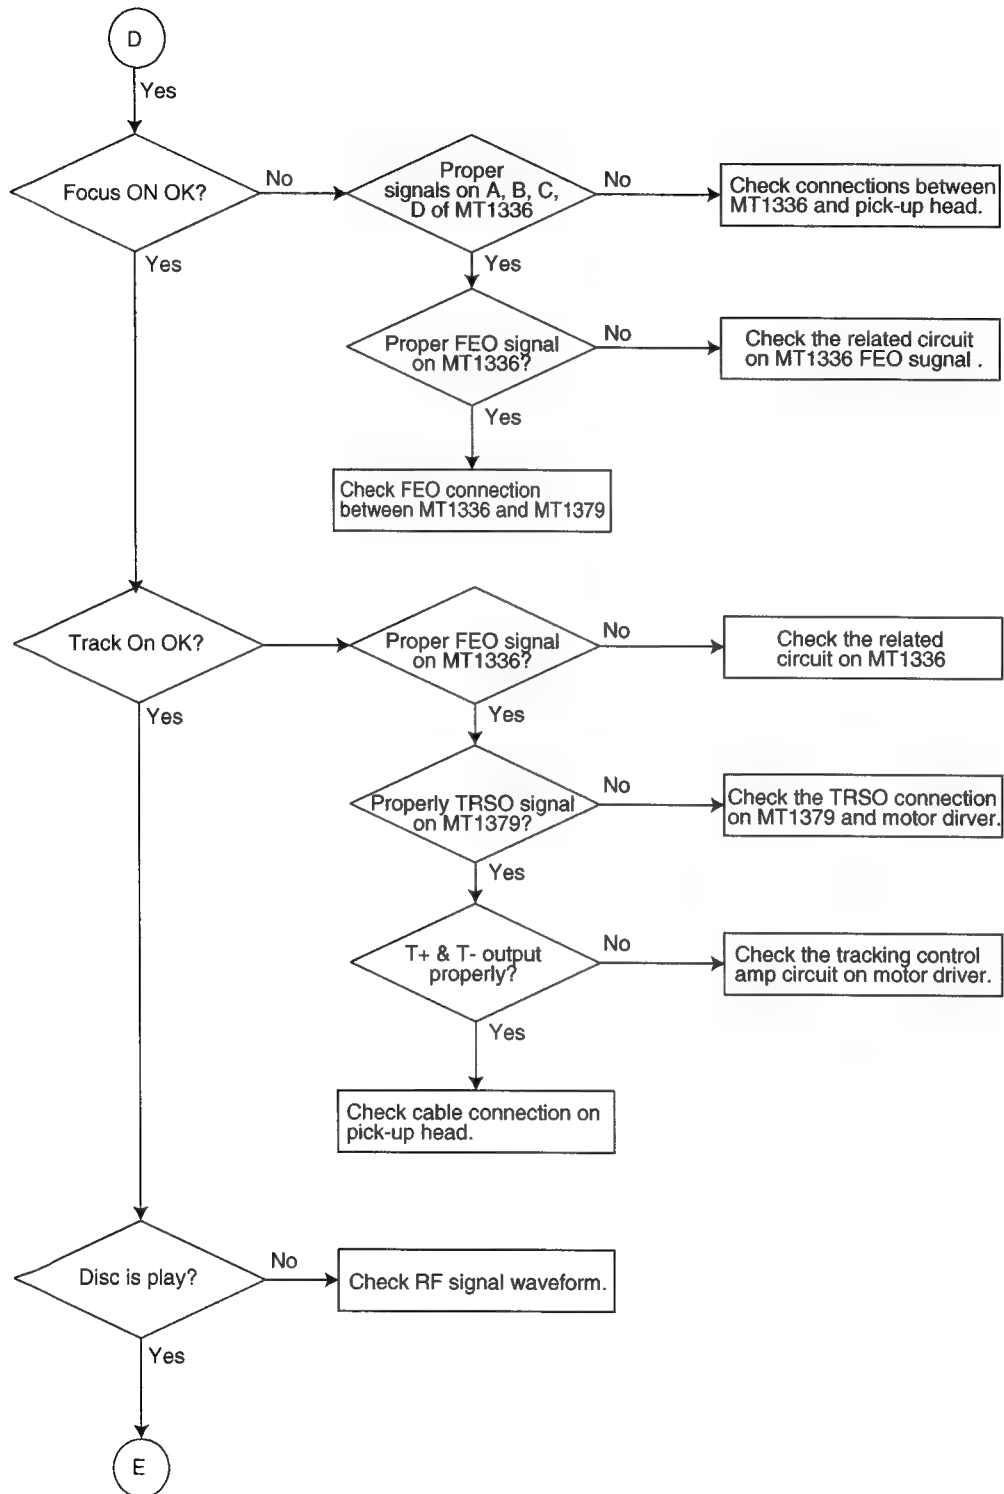 D
Yes
Focus ON OK?
No
Proper
signals on A, B, C,
D of MT1336
No
Check connections between
MT1336 and pick-up head.
Yes
Yes
Proper FEO signal
on MT1336?
No
Check the related circuit
on MT1336 FEO sugnal .
Yes
Check FEO connection
between MT1336 and MT1379
Track On OK?
Proper FEO signal
on MT1336?
No
Check the related
circuit on MT1336
Yes
Yes
Properly TRSO signal
on MT1379?
No
Check the TRSO connection
on MT1379 and motor dirver.
Yes
T+ & T- output
properly?
No
Check the tracking control
amp circuit on motor driver.
Yes
Check cable connection on
pick-up head.
Disc is play?
No
Check RF signal waveform.
Yes
E